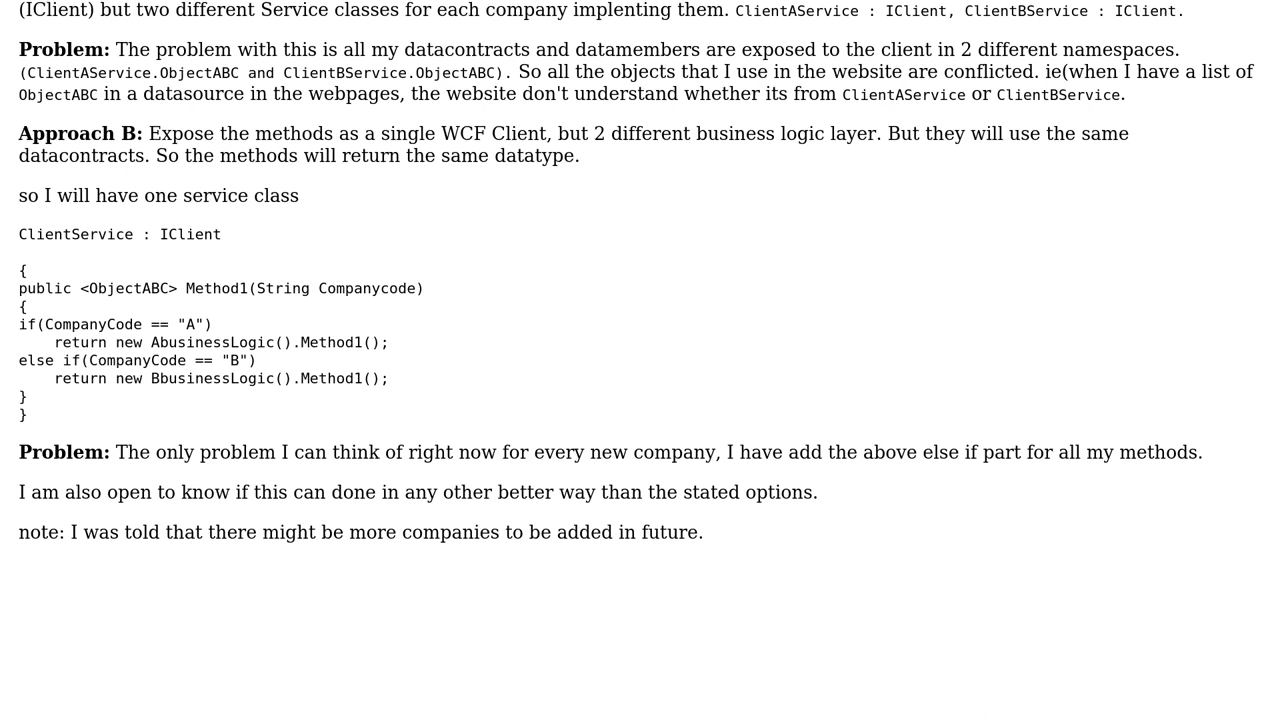 (IClient) but two different Service classes for each company implenting them. ClientAService : IClient, ClientBService : IClient.
Problem: The problem with this is all my datacontracts and datamembers are exposed to the client in 2 different namespaces.
(ClientAService.ObjectABC and ClientBService.ObjectABC). So all the objects that I use in the website are conflicted. ie(when I have a list of
ObjectABC in a datasource in the webpages, the website don't understand whether its from ClientAService or ClientBService.
Approach B: Expose the methods as a single WCF Client, but 2 different business logic layer. But they will use the same
datacontracts. So the methods will return the same datatype.
so I will have one service class
ClientService : IClient
{
public <ObjectABC> Method1(String Companycode)
{
if(CompanyCode == "A")
    return new AbusinessLogic().Method1();
else if(CompanyCode == "B")
    return new BbusinessLogic().Method1();
}
}
Problem: The only problem I can think of right now for every new company, I have add the above else if part for all my methods.
I am also open to know if this can done in any other better way than the stated options.
note: I was told that there might be more companies to be added in future.